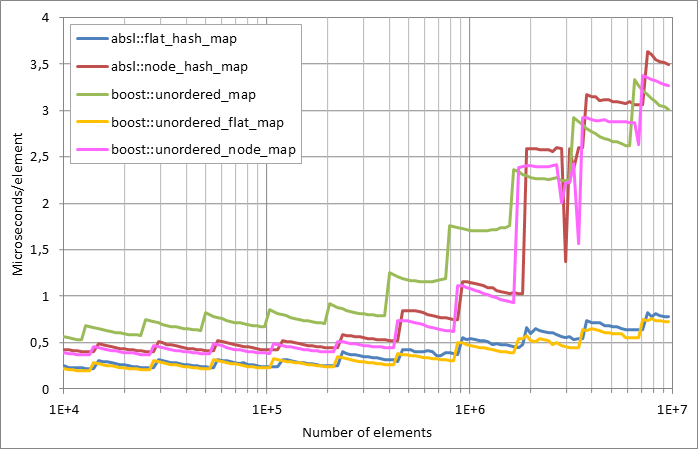 4
3,5
3
2,5
2
1,5
1
0,5
0
Microseconds/element
absl::flat_hash_map
absl::node_hash_map
boost::unordered_map
boost::unordered_flat_map
boost::unordered_node_map
1E+4
1E+5
1E+6
1E+7
Number of elements